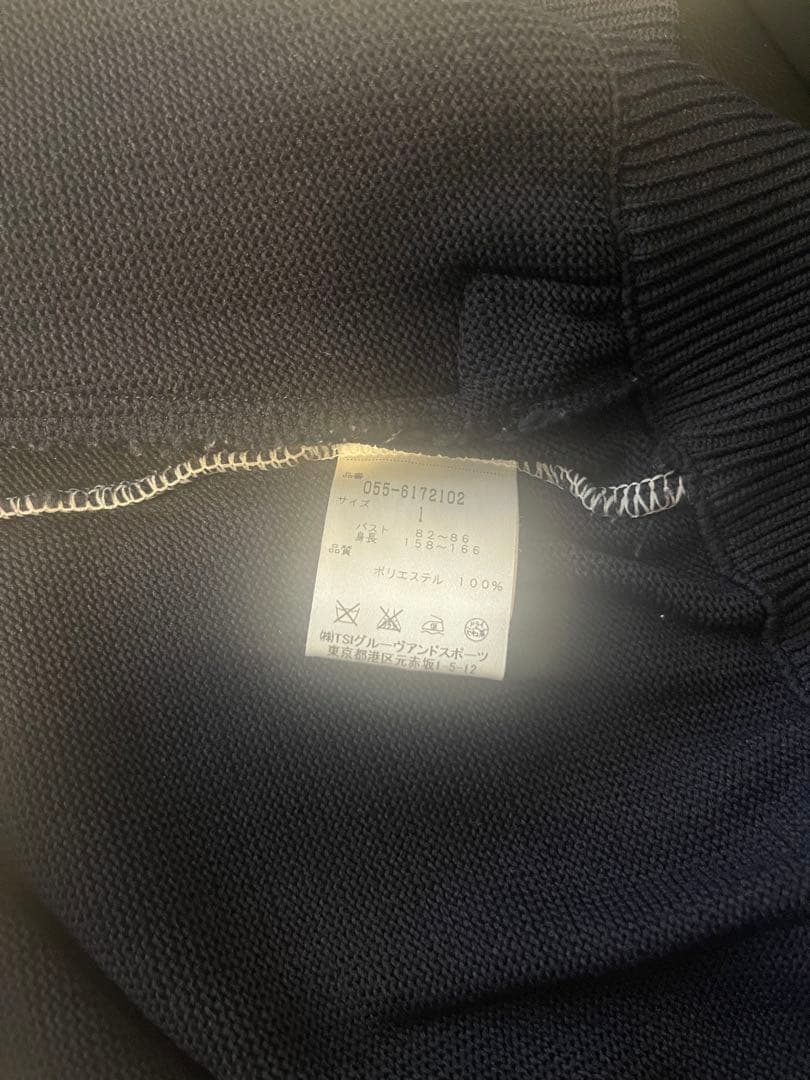 品番
055-6172102
サイズ
1
バスト 82〜86
身長 158〜166
品質
ポリエステル 100%
㈱TSIグルーヴアンドスポーツ
東京都港区元赤坂1-5-12